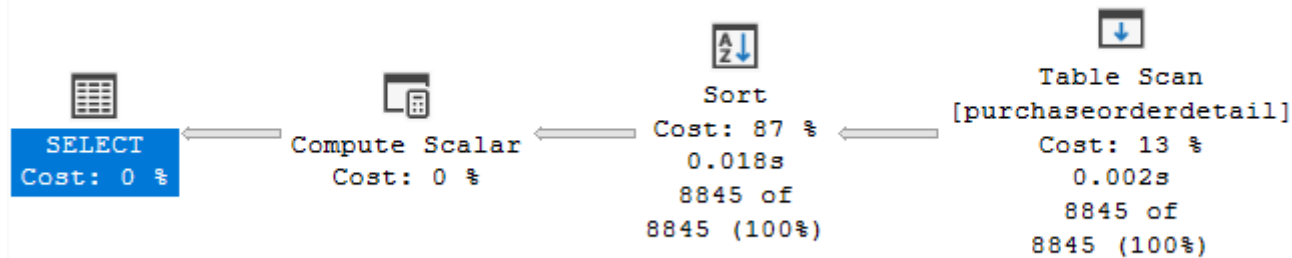 SELECT
Cost: 0 %
Compute Scalar
Cost: 0 %
Sort
Cost: 87 %
0.018s
8845 of
8845 (100%)
Table Scan
[purchaseorderdetail]
Cost: 13 %
0.002s
8845 of
8845 (100%)